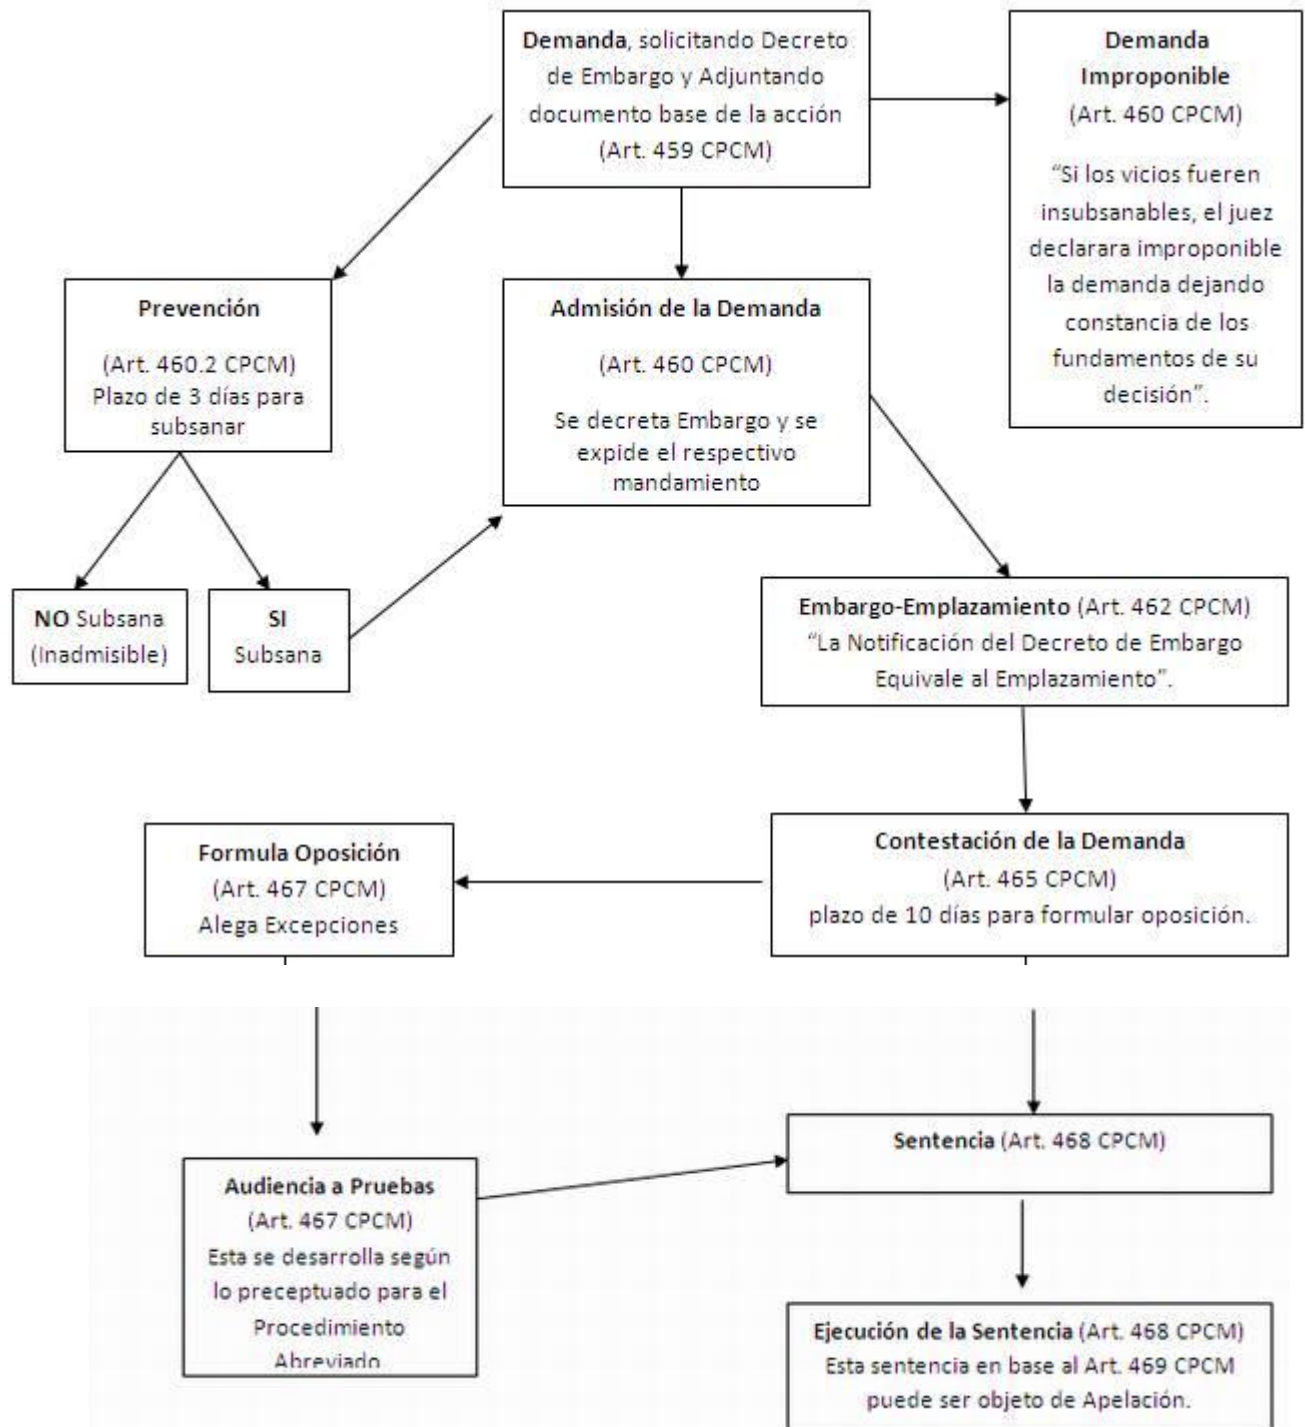 Demanda, solicitando Decreto
de Embargo y Adjuntando
documento base de la acción
(Art. 459 CPCM)
Demanda
Improponible
(Art. 460 CPCM)
“Si los vicios fueren
insubsanables, el juez
declarara improponible
la demanda dejando
constancia de los
fundamentos de su
decisión”.
Prevención
(Art. 460.2 CPCM)
Plazo de 3 días para
subsanar
Admisión de la Demanda
(Art. 460 CPCM)
Se decreta Embargo y se
expide el respectivo
mandamiento
NO Subsana
(Inadmisible)
SI
Subsana
Embargo-Emplazamiento (Art. 462 CPCM)
“La Notificación del Decreto de Embargo
Equivale al Emplazamiento”.
Formula Oposición
(Art. 467 CPCM)
Alega Excepciones
Contestación de la Demanda
(Art. 465 CPCM)
plazo de 10 días para formular oposición.
Audiencia a Pruebas
(Art. 467 CPCM)
Esta se desarrolla según
lo preceptuado para el
Procedimiento
Abreviado
Sentencia (Art. 468 CPCM)
Ejecución de la Sentencia (Art. 468 CPCM)
Esta sentencia en base al Art. 469 CPCM
puede ser objeto de Apelación.